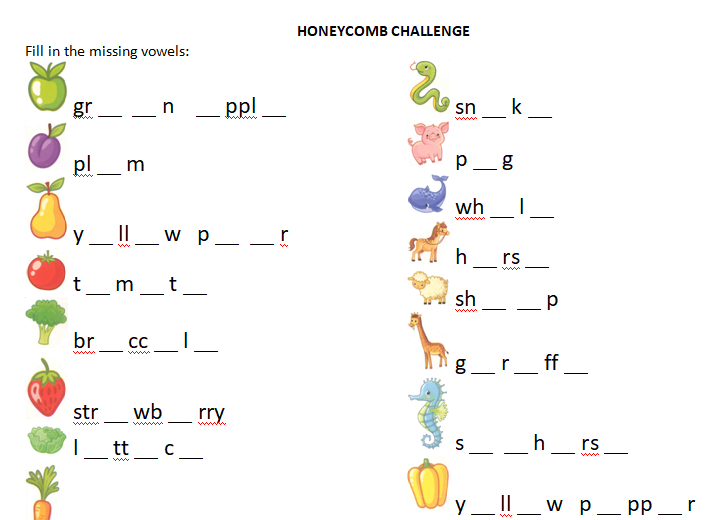 HONEYCOMB CHALLENGE
Fill in the missing vowels:
gr __ __ n __ ppl __
pl __ m
y __ ll __ w p __ __ r
t __ m __ t __
br __ cc __ l __
str __ wb __ rry
l __ tt __ c __
sn __ k __
p __ g
wh __ l __
h __ rs __
sh __ __ p
g __ r __ ff __
s __ __ h __ rs __
y __ ll __ w p __ pp __ r